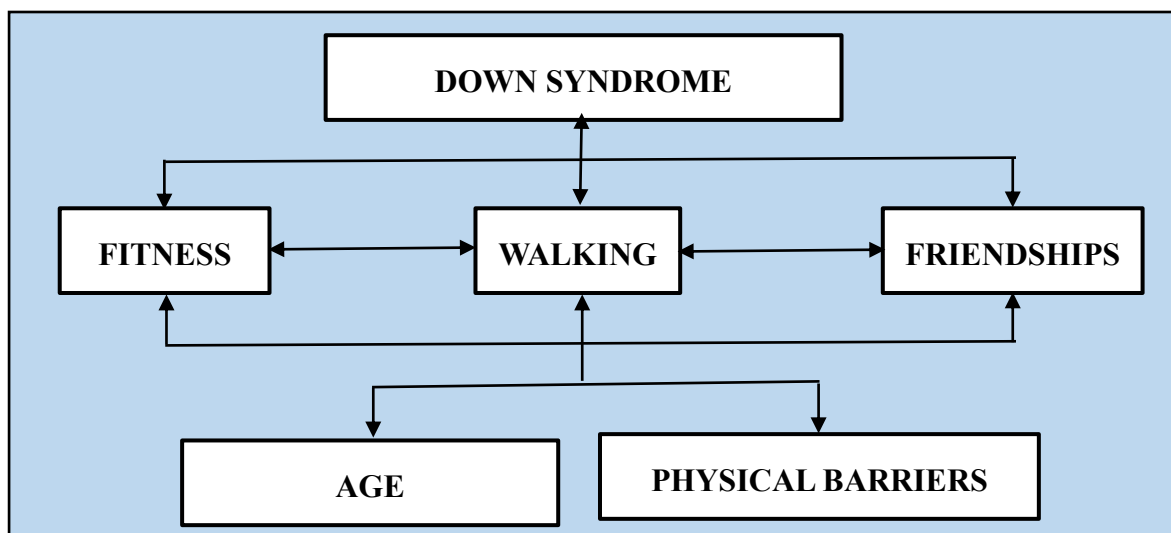 DOWN SYNDROME
FITNESS
WALKING
FRIENDSHIPS
AGE
PHYSICAL BARRIERS